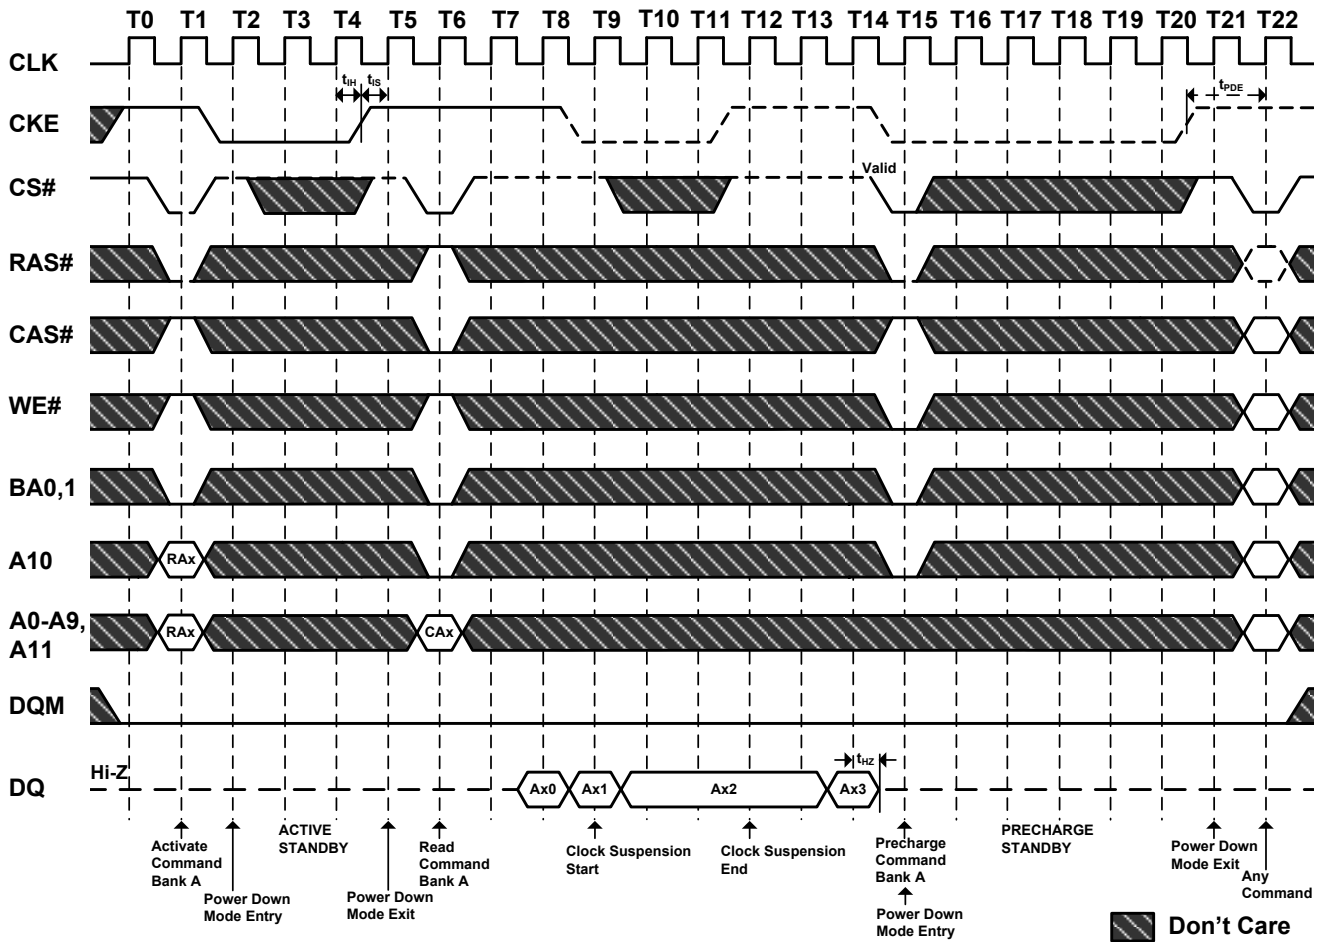 T0 T1 T2 T3 T4 T5 T6 T7 T8 T9 T10 T11 T12 T13 T14 T15 T16 T17 T18 T19 T20 T21 T22
CLK
tIH tIS tPDE
CKE
Valid
CS#
RAS#
CAS#
WE#
BA0,1
A10
RAx
A0-A9,
A11
RAx CAx
DQM
Hi-Z
tHZ
DQ
Ax0 Ax1 Ax2 Ax3
Activate
Command
Bank A
Power Down
Mode Entry
ACTIVE
STANDBY
Power Down
Mode Exit
Read
Command
Bank A
Clock Suspension
Start
Clock Suspension
End
Precharge
Command
Bank A
Power Down
Mode Entry
PRECHARGE
STANDBY
Power Down
Mode Exit
Any
Command
Don't Care